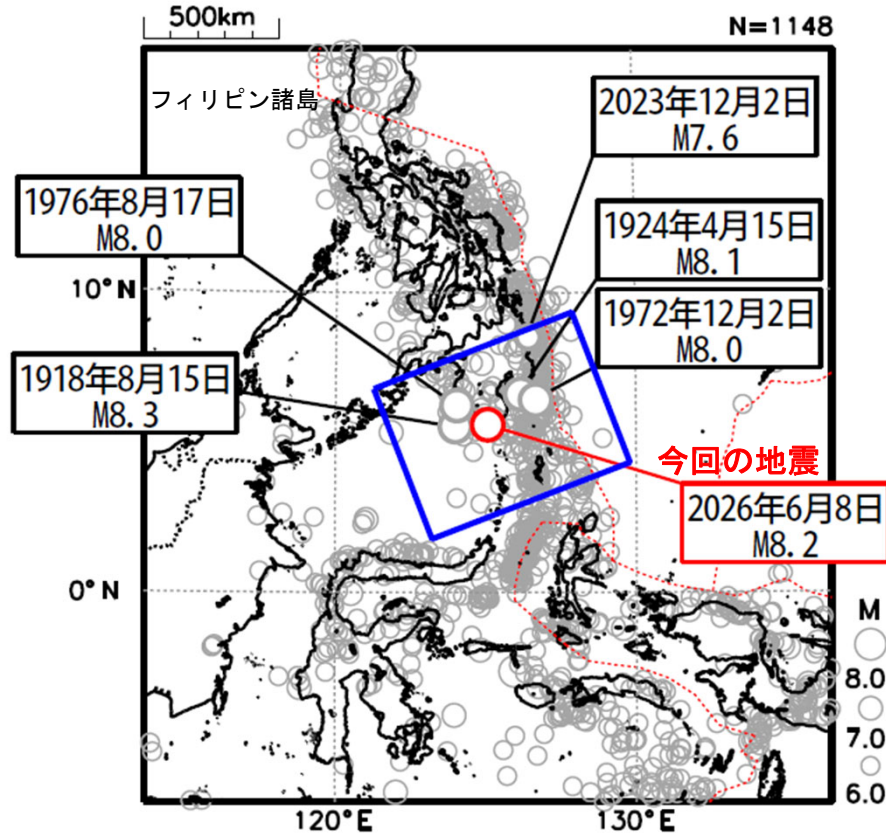 500km
N=1148
フィリピン諸島
2023年12月2日
M7.6
1976年8月17日
M8.0
1924年4月15日
M8.1
10°N
1972年12月2日
M8.0
1918年8月15日
M8.3
今回の地震
2026年6月8日
M8.2
0°N
M
8.0
7.0
6.0
120°E
130°E